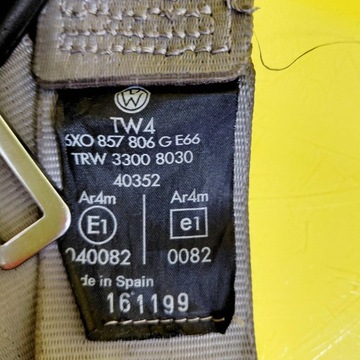 TW4
6X0 857 806 G E66
TRW 3300 8030
40352
Ar4m Ar4m
E1 e1
040082 0082
de in Spain
161199